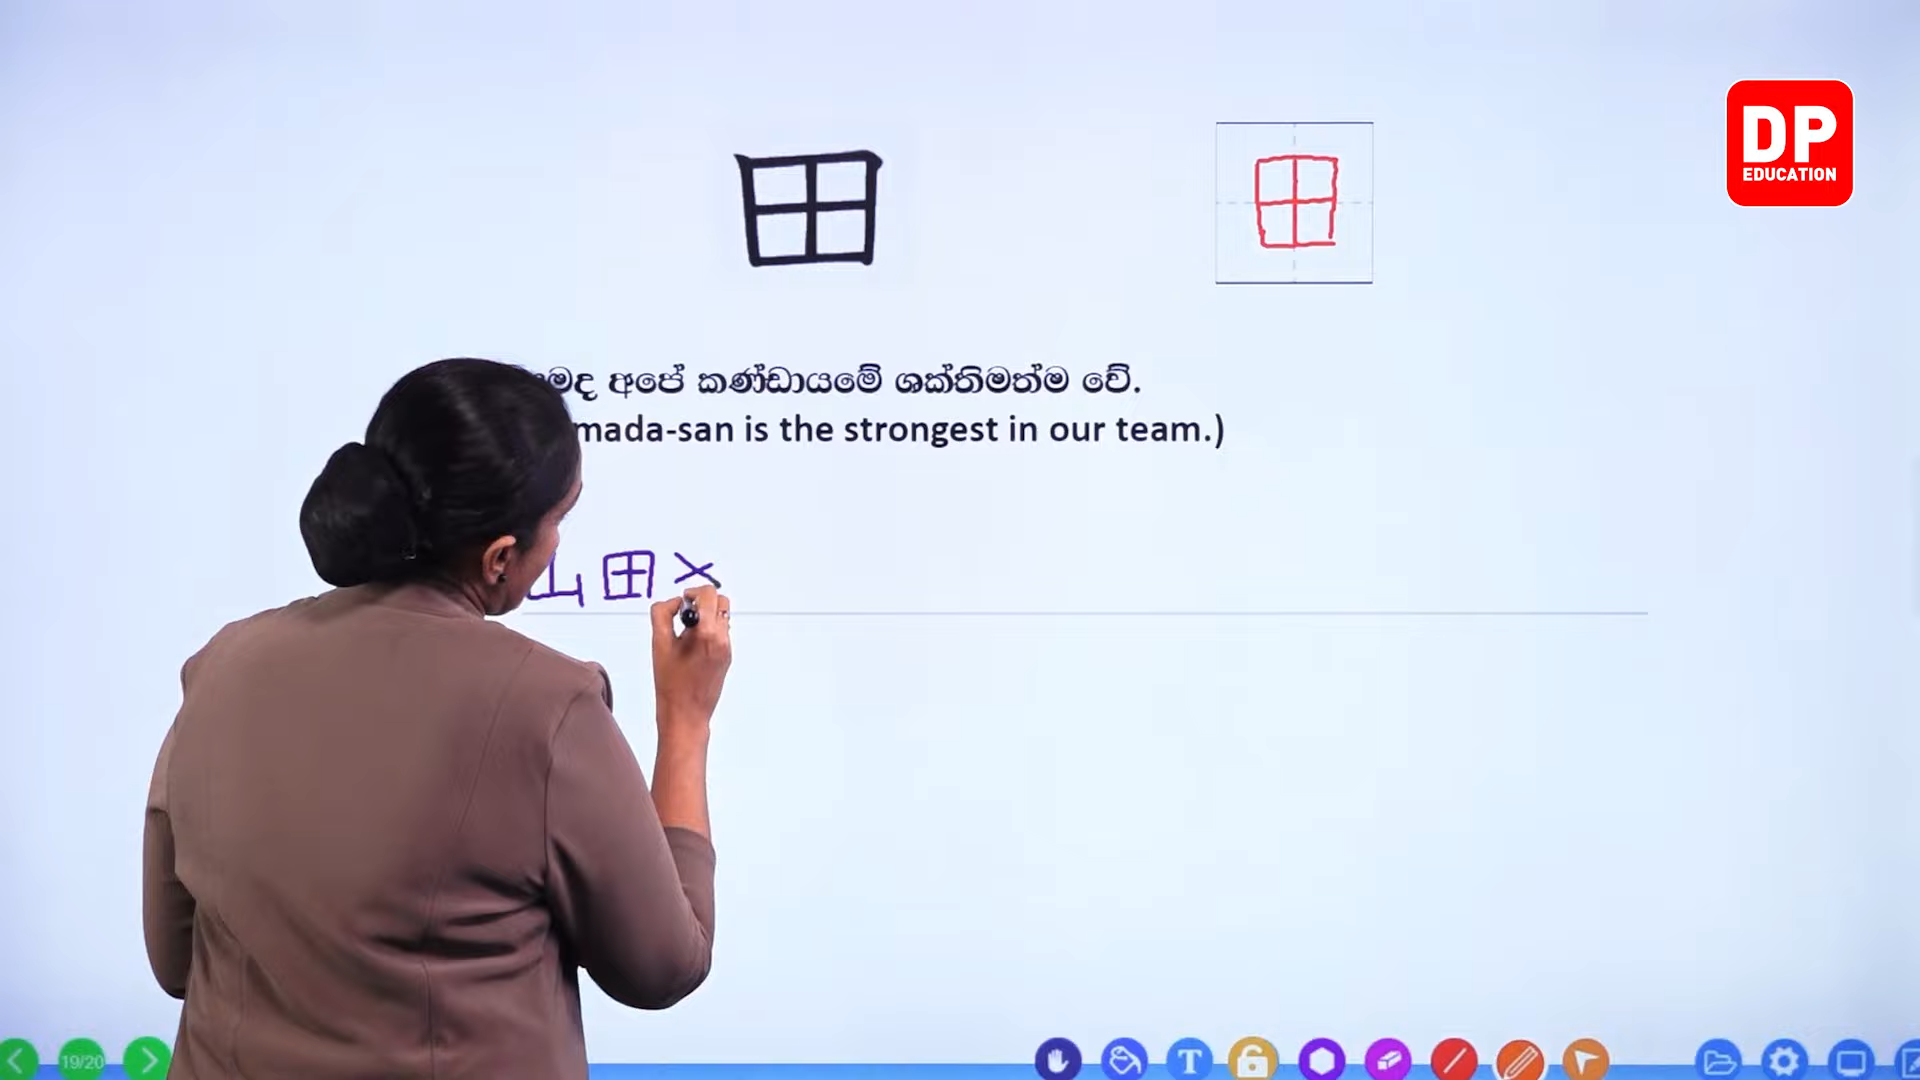 DP
EDUCATION
田
田
අපේ කණ්ඩායමේ ශක්තිමත්ම වේ.
mada-san is the strongest in our team.)
山田
19/20
T